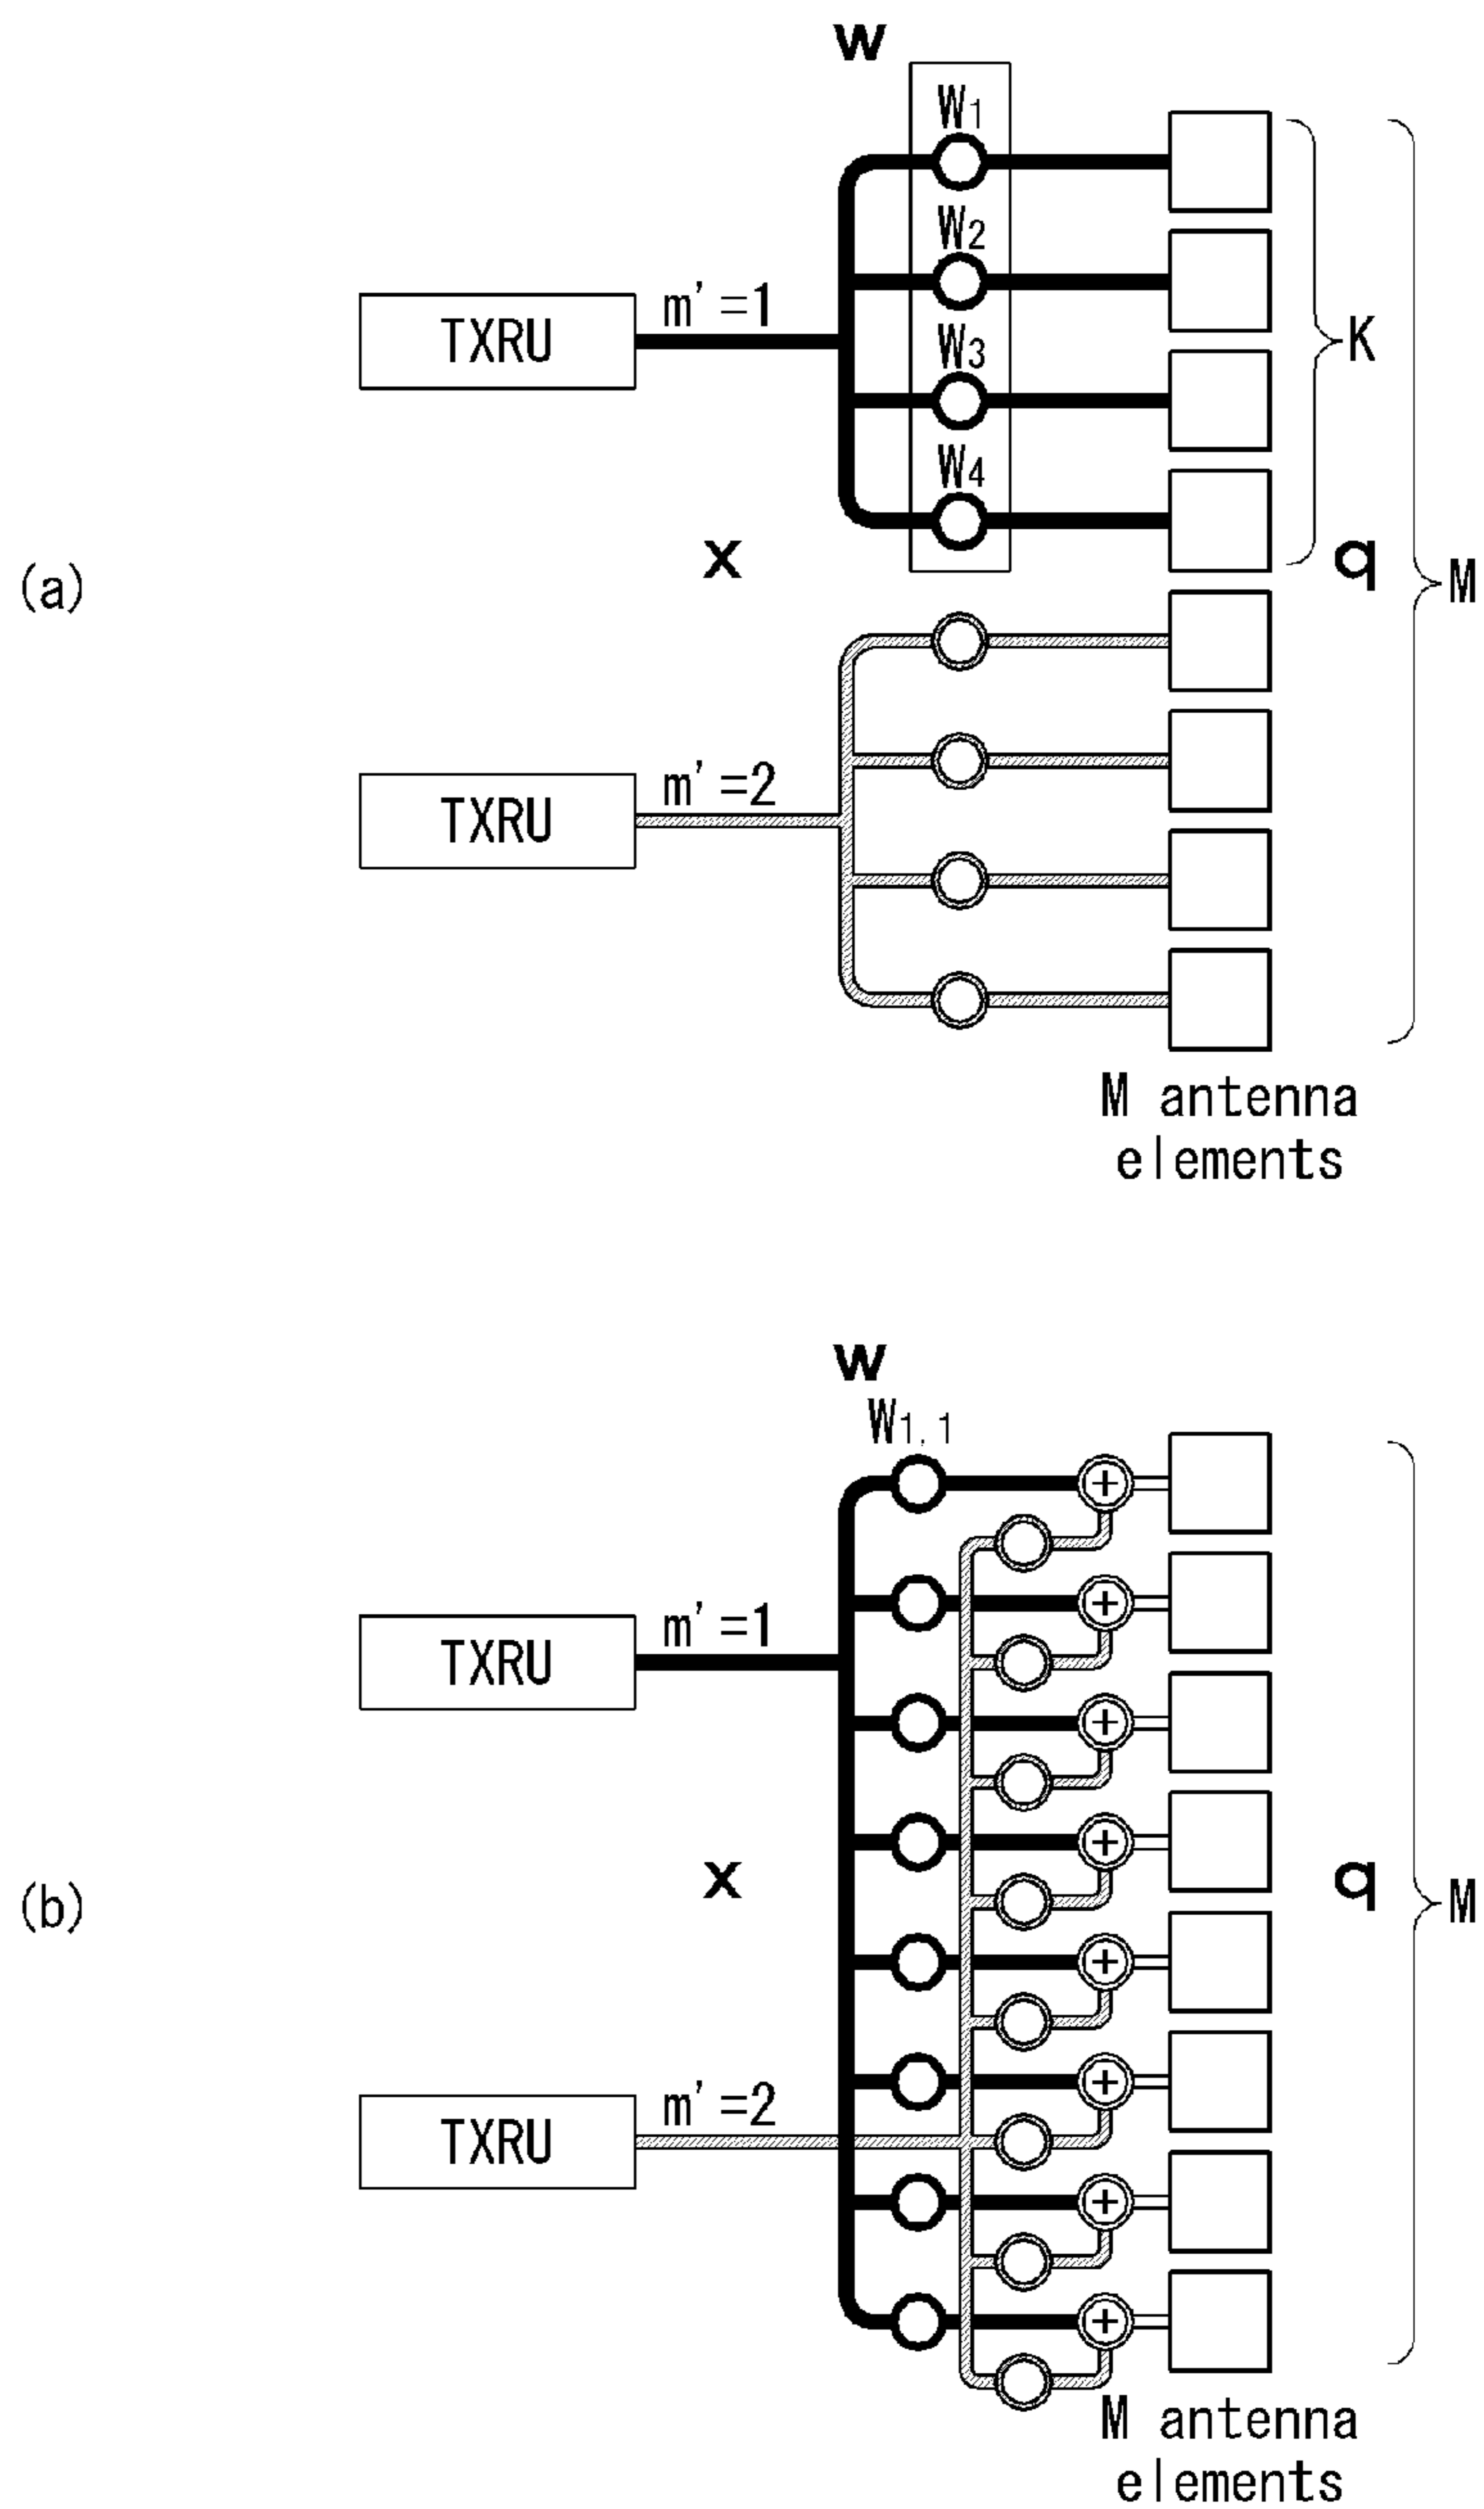 w
W1
W2
m'=1
TXRU
W3
K
W4
x
q
(a)
M
m'=2
TXRU
M antenna
elements
w
W1,1
m'=1
TXRU
x
q
(b)
M
m'=2
TXRU
M antenna
elements